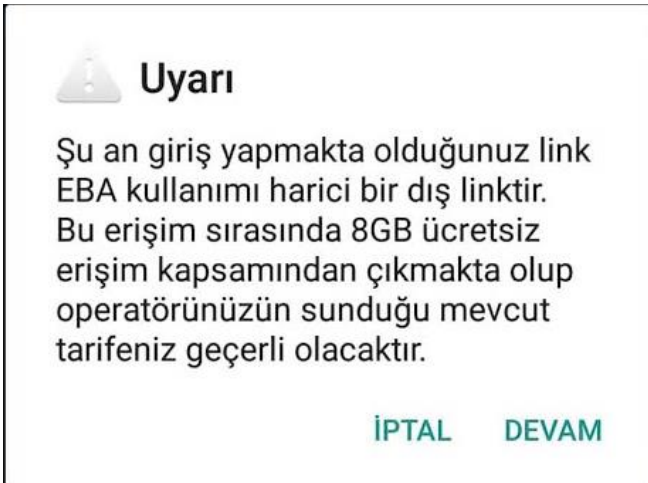 Uyarı
Şu an giriş yapmakta olduğunuz link
EBA kullanımı harici bir dış linktir.
Bu erişim sırasında 8GB ücretsiz
erişim kapsamından çıkmakta olup
operatörünüzün sunduğu mevcut
tarifeniz geçerli olacaktır.
İPTAL DEVAM